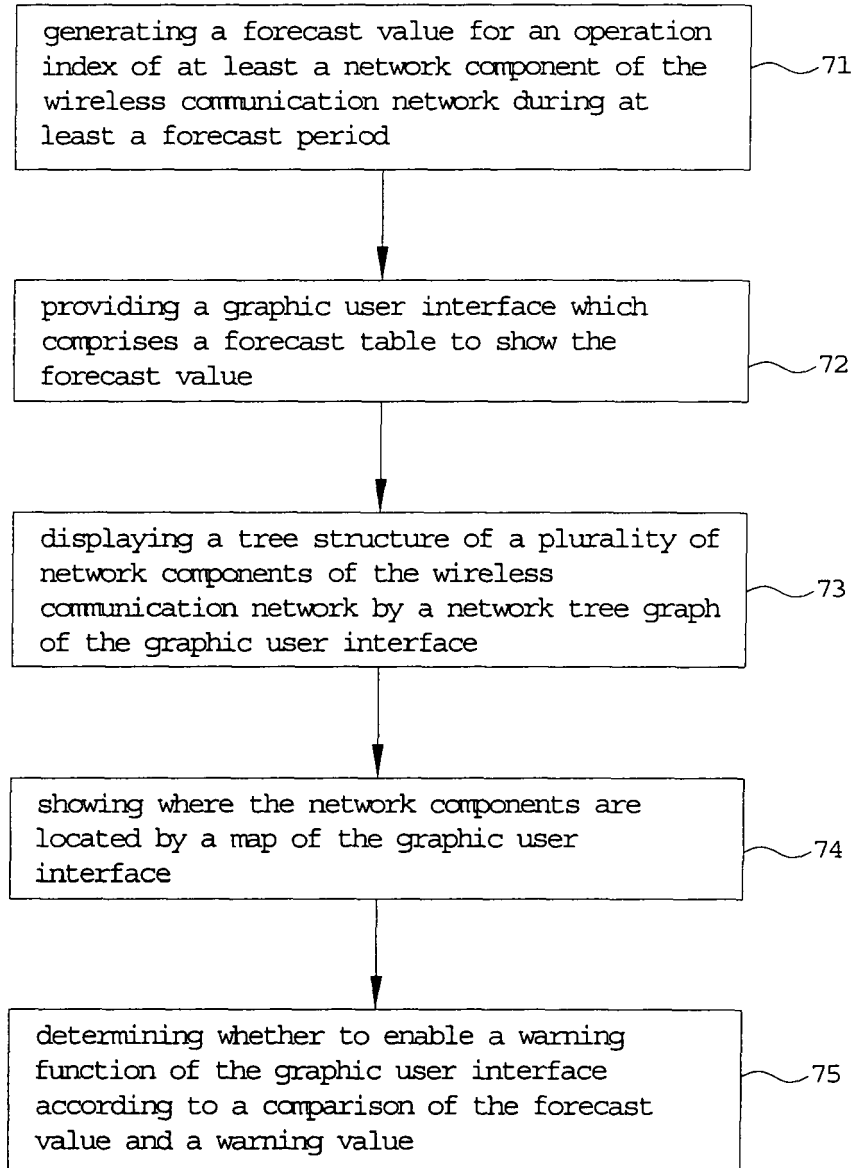 generating a forecast value for an operation
index of at least a network component of the
wireless communication network during at
least a forecast period
71
providing a graphic user interface which
comprises a forecast table to show the
forecast value
72
displaying a tree structure of a plurality of
network components of the wireless
communication network by a network tree graph
of the graphic user interface
73
showing where the network components are
located by a map of the graphic user
interface
74
determining whether to enable a warning
function of the graphic user interface
according to a comparison of the forecast
value and a warning value
75